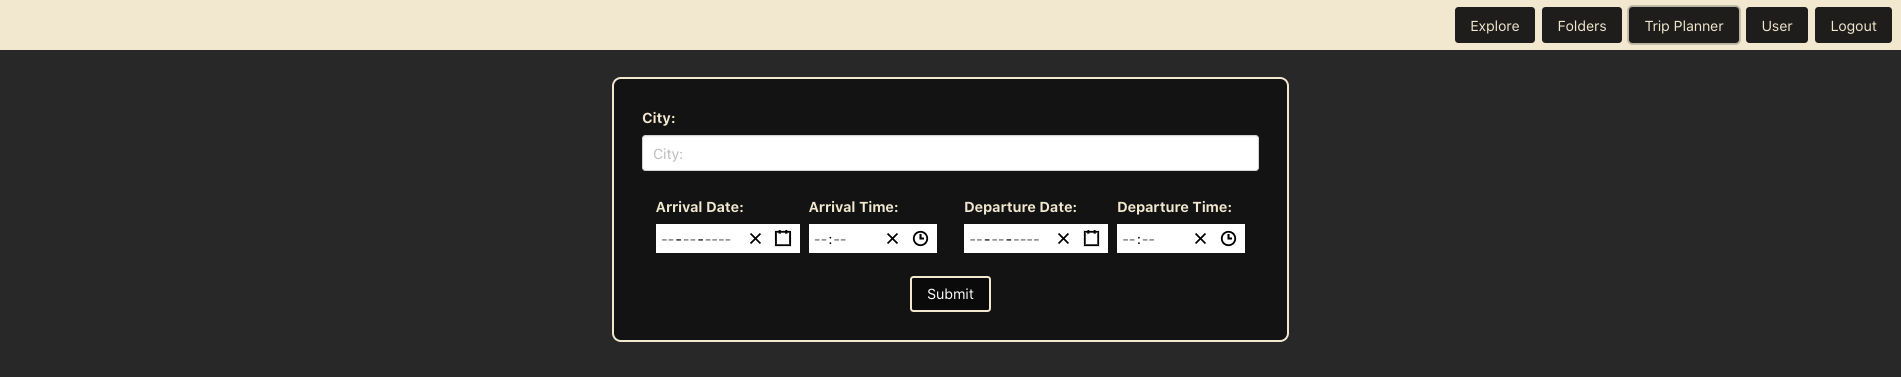 Explore Folders Trip Planner User Logout
City:
City:
Arrival Date: Arrival Time: Departure Date: Departure Time:
-------‑--- --:-- ---------- --:--
Submit